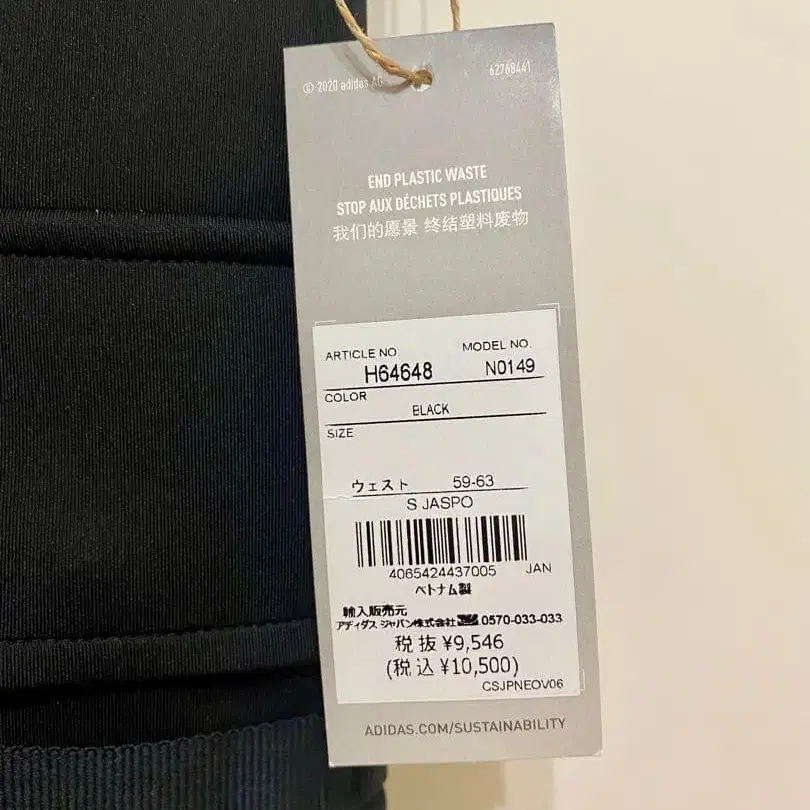 © 2020 adidas AG
62768441
END PLASTIC WASTE
STOP AUX DÉCHETS PLASTIQUES
我们的愿景 终结塑料废物
ARTICLE NO. MODEL NO.
H64648 N0149
COLOR
BLACK
SIZE
ウェスト 59-63
S JASPO
4065424437005 JAN
ベトナム製
輸入販売元
アディダス ジャパン株式会社 0570-033-033
税抜 ¥9,546
(税込 ¥10,500)
CSJPNEOV06
ADIDAS.COM/SUSTAINABILITY